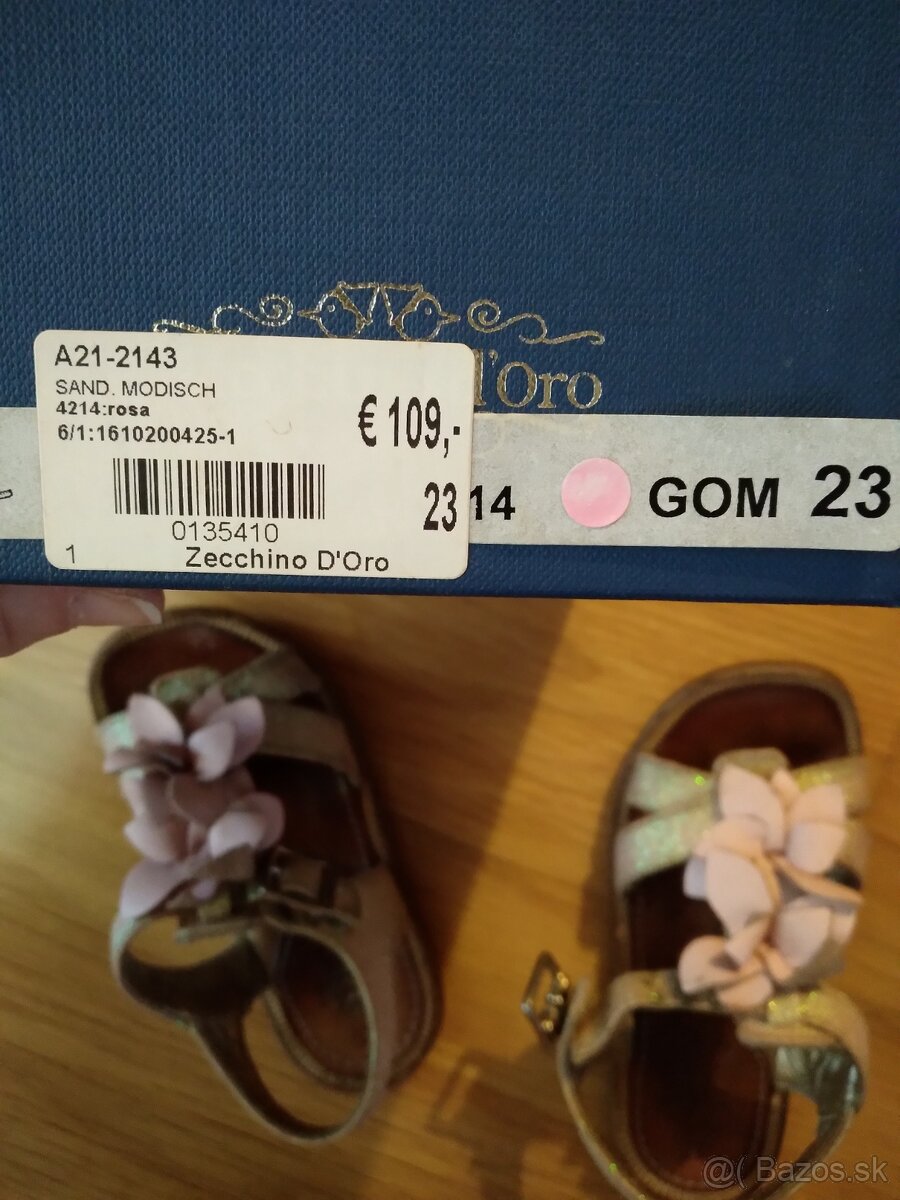 d'Oro
A21-2143
SAND. MODISCH
4214:rosa
6/1:1610200425-1
€ 109,-
23
0135410
1 Zecchino D'Oro
14 GOM 23
@( Bazos.sk